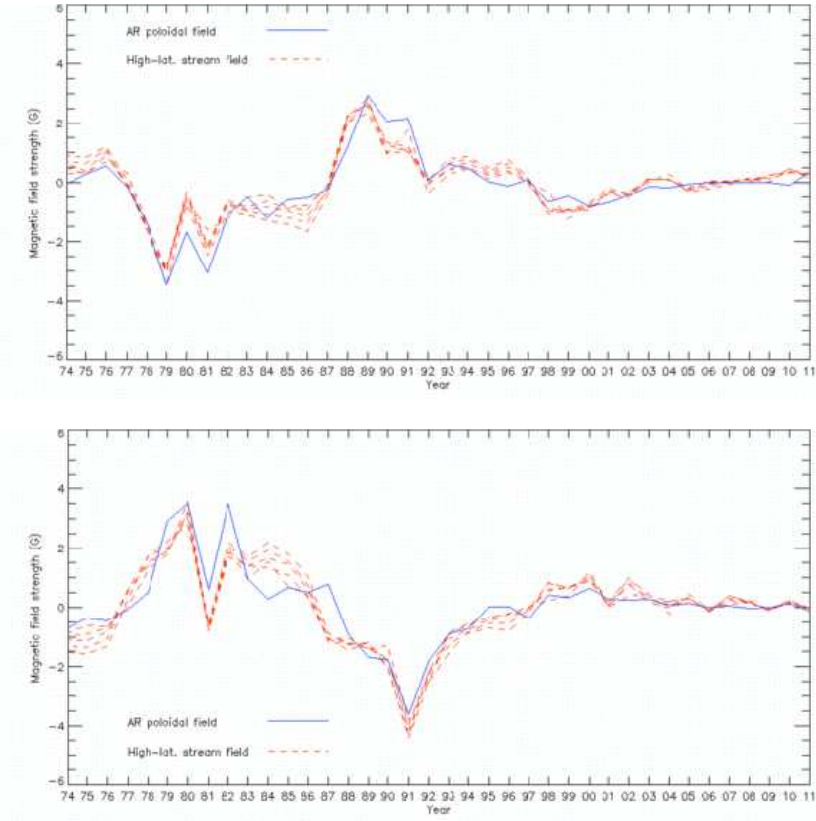 6
AR poloidal field
High-lat. stream field
4
2
0
-2
-4
-6
Magnetic field strength (G)
74 75 76 77 78 79 80 81 82 83 84 85 86 87 88 89 90 91 92 93 94 95 96 97 98 99 00 01 02 03 04 05 06 07 08 09 10 11
Year
6
4
2
0
-2
-4
-6
Magnetic field strength (G)
AR poloidal field
High-lat. stream field
74 75 76 77 78 79 80 81 82 83 84 85 86 87 88 89 90 91 92 93 94 95 96 97 98 99 00 01 02 03 04 05 06 07 08 09 10 11
Year